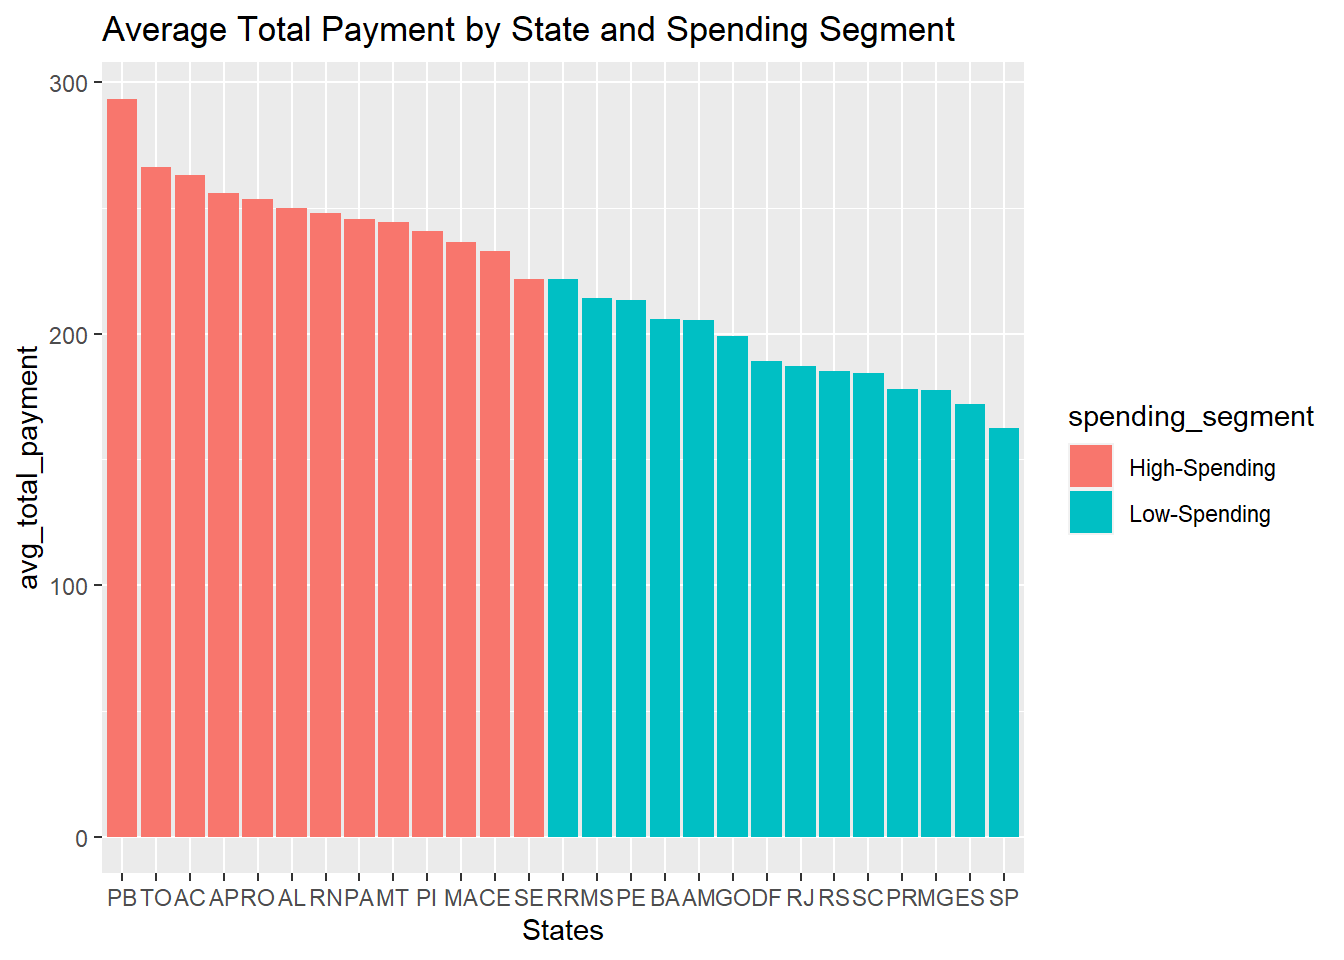 Average Total Payment by State and Spending Segment
300
200
100
0
avg_total_payment
PB TO AC AP RO AL RN PA MT PI MA CE SE RR MS PE BA AM GO DF RJ RS SC PR MG ES SP
States
spending_segment
High-Spending
Low-Spending